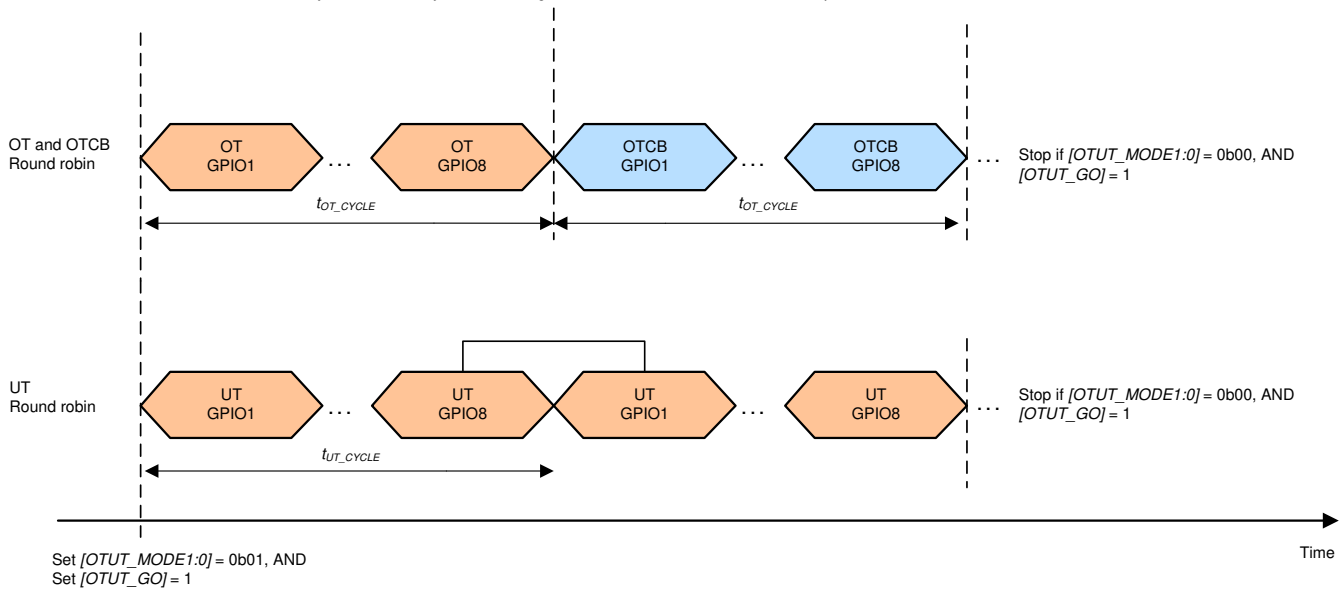 OT and OTCB
Round robin
OT
GPIO1
...
OT
GPIO8
OTCB
GPIO1
...
OTCB
GPIO8
...
Stop if [OTUT_MODE1:0] = 0b00, AND
[OTUT_GO] = 1
tOT_CYCLE
tOT_CYCLE
UT
Round robin
UT
GPIO1
...
UT
GPIO8
UT
GPIO1
...
UT
GPIO8
...
Stop if [OTUT_MODE1:0] = 0b00, AND
[OTUT_GO] = 1
tUT_CYCLE
Time
Set [OTUT_MODE1:0] = 0b01, AND
Set [OTUT_GO] = 1